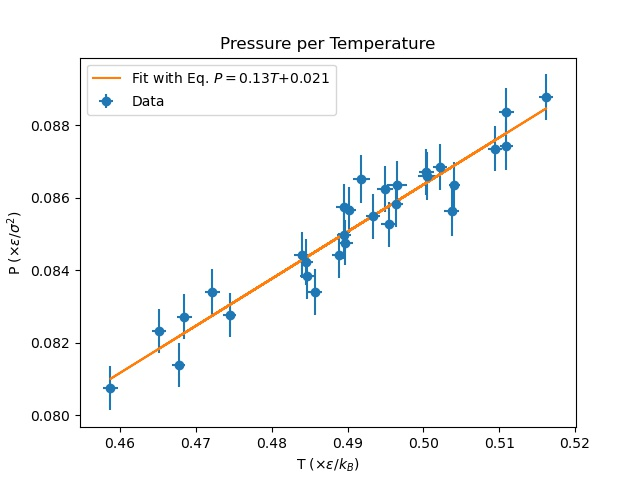 Pressure per Temperature
Fit with Eq. P = 0.13T+0.021
Data
0.088
0.086
0.084
0.082
0.080
P (×ε/σ²)
0.46 0.47 0.48 0.49 0.50 0.51 0.52
T (×ε/k_B)